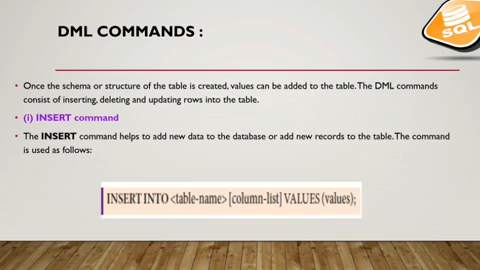 DML COMMANDS :
SQL
• Once the schema or structure of the table is created, values can be added to the table. The DML commands
consist of inserting, deleting and updating rows into the table.
• (i) INSERT command
• The INSERT command helps to add new data to the database or add new records to the table. The command
is used as follows:
INSERT INTO <table-name> [column-list] VALUES (values);